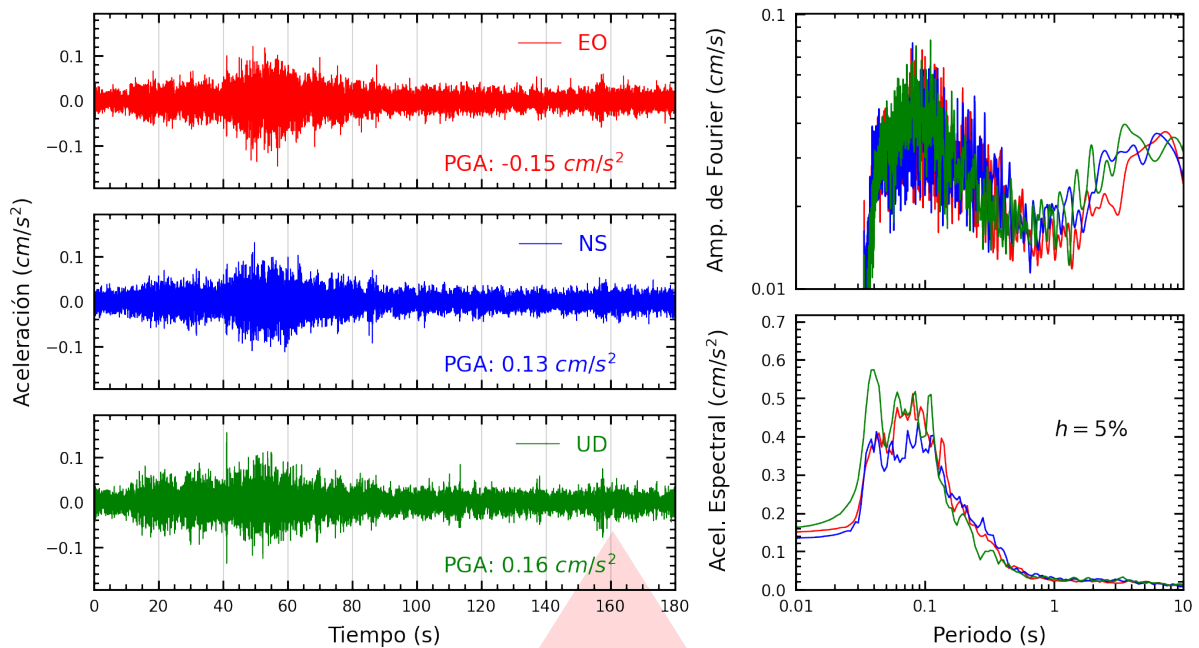 Aceleración (cm/s²)
0.1
0.0
−0.1
EO
PGA: -0.15 cm/s²
0.1
0.0
−0.1
NS
PGA: 0.13 cm/s²
0.1
0.0
−0.1
UD
PGA: 0.16 cm/s²
0 20 40 60 80 100 120 140 160 180
Tiempo (s)
Amp. de Fourier (cm/s)
0.1
0.01
Acel. Espectral (cm/s²)
0.7
0.6
0.5
0.4
0.3
0.2
0.1
0.0
h = 5%
0.01 0.1 1 10
Periodo (s)